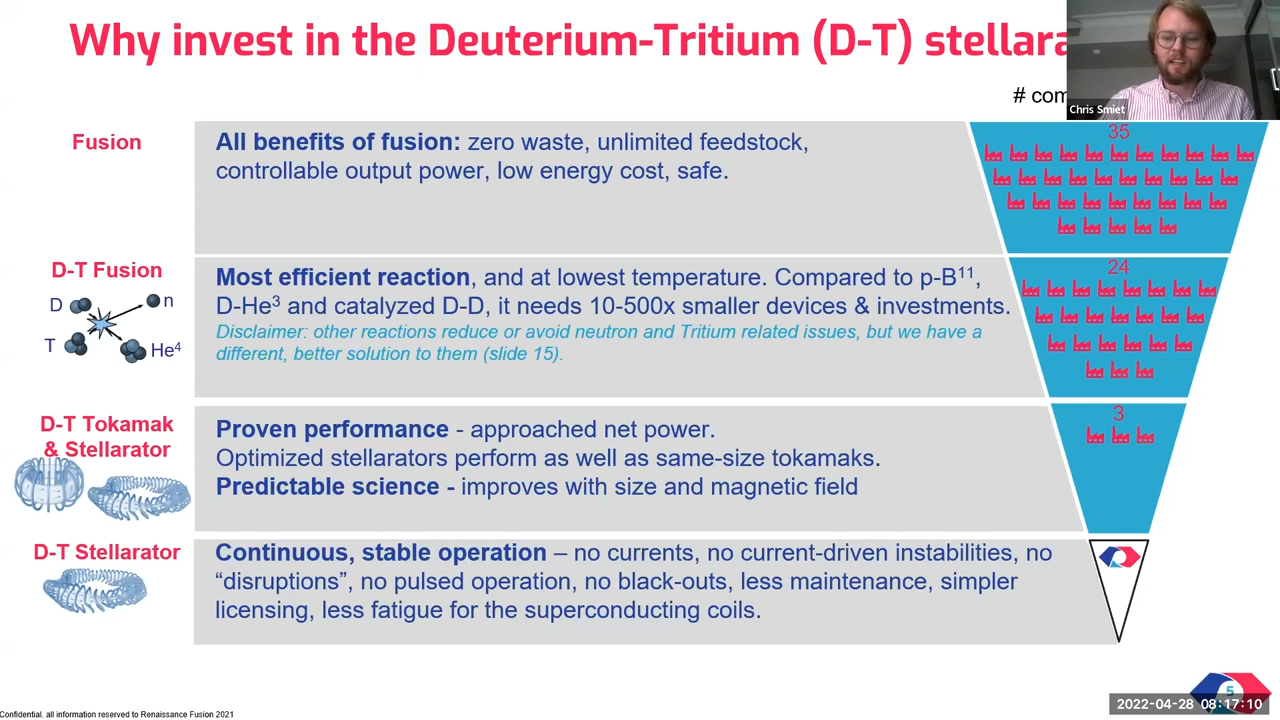 Why invest in the Deuterium-Tritium (D-T) stellara
# com
Chris Smiet
Fusion
All benefits of fusion: zero waste, unlimited feedstock,
controllable output power, low energy cost, safe.
35
D-T Fusion
D
n
T
He⁴
Most efficient reaction, and at lowest temperature. Compared to p-B¹¹,
D-He³ and catalyzed D-D, it needs 10-500x smaller devices & investments.
Disclaimer: other reactions reduce or avoid neutron and Tritium related issues, but we have a
different, better solution to them (slide 15).
24
D-T Tokamak
& Stellarator
Proven performance - approached net power.
Optimized stellarators perform as well as same-size tokamaks.
Predictable science - improves with size and magnetic field
3
D-T Stellarator
Continuous, stable operation – no currents, no current-driven instabilities, no
“disruptions”, no pulsed operation, no black-outs, less maintenance, simpler
licensing, less fatigue for the superconducting coils.
Confidential, all information reserved to Renaissance Fusion 2021
5
2022-04-28 08:17:10